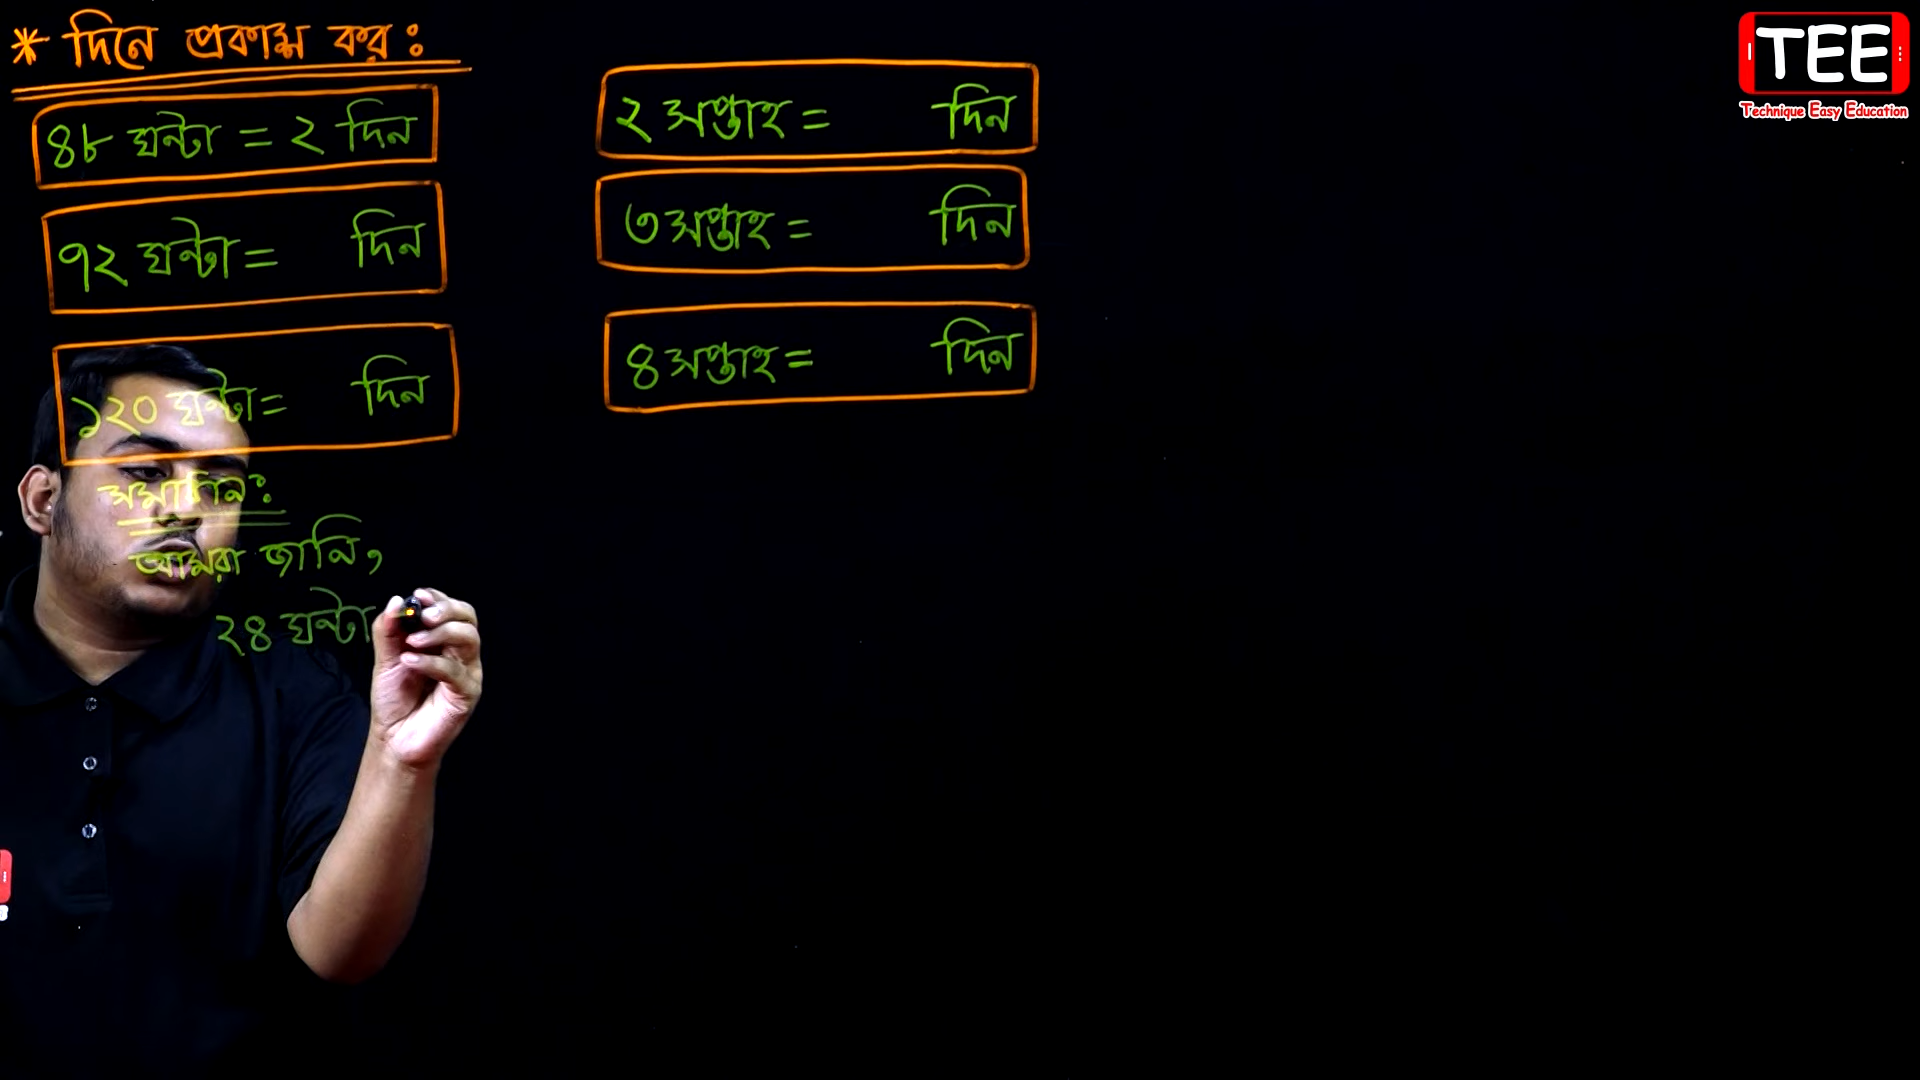 * দিনে প্রকাশ কর:
৪৮ ঘন্টা = ২ দিন
৭২ ঘন্টা = দিন
১২০ ঘন্টা = দিন
সমাধান:
আমরা জানি,
২৪ ঘন্টা
২ সপ্তাহ = দিন
৩ সপ্তাহ = দিন
৪ সপ্তাহ = দিন
TEE
Technique Easy Education